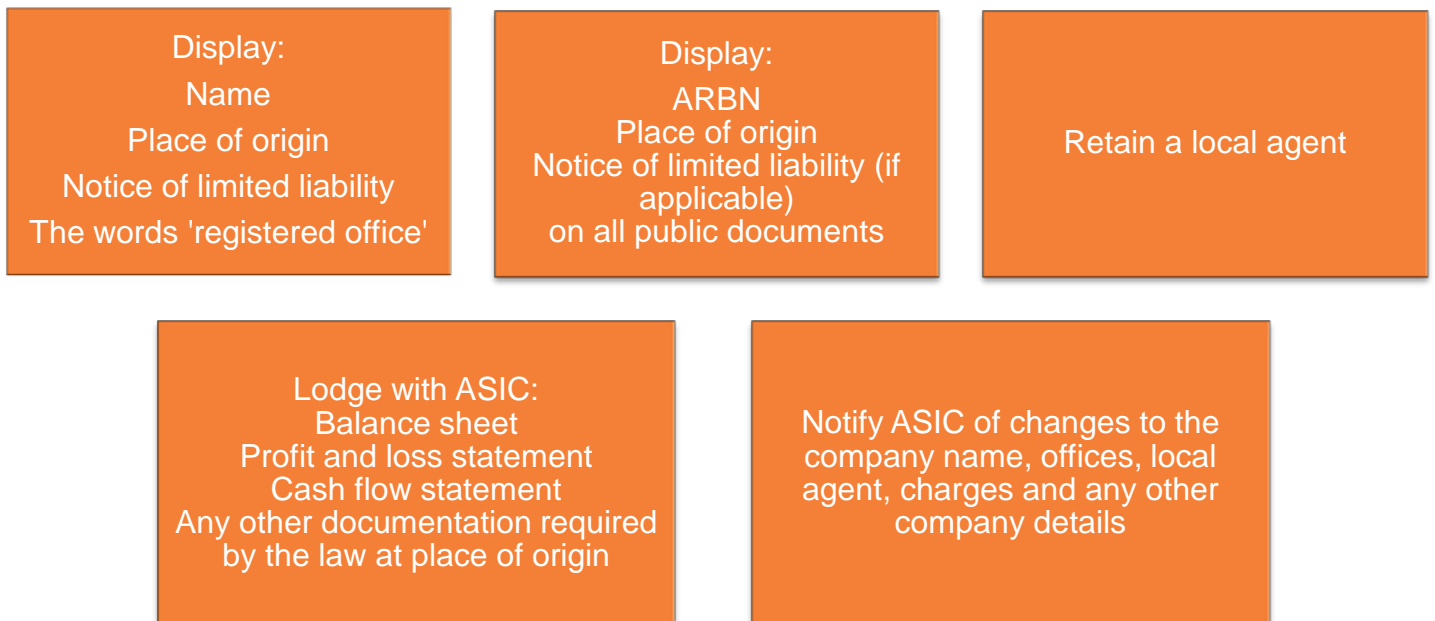 Display:
Name
Place of origin
Notice of limited liability
The words 'registered office'
Display:
ARBN
Place of origin
Notice of limited liability (if
applicable)
on all public documents
Retain a local agent
Lodge with ASIC:
Balance sheet
Profit and loss statement
Cash flow statement
Any other documentation required
by the law at place of origin
Notify ASIC of changes to the
company name, offices, local
agent, charges and any other
company details